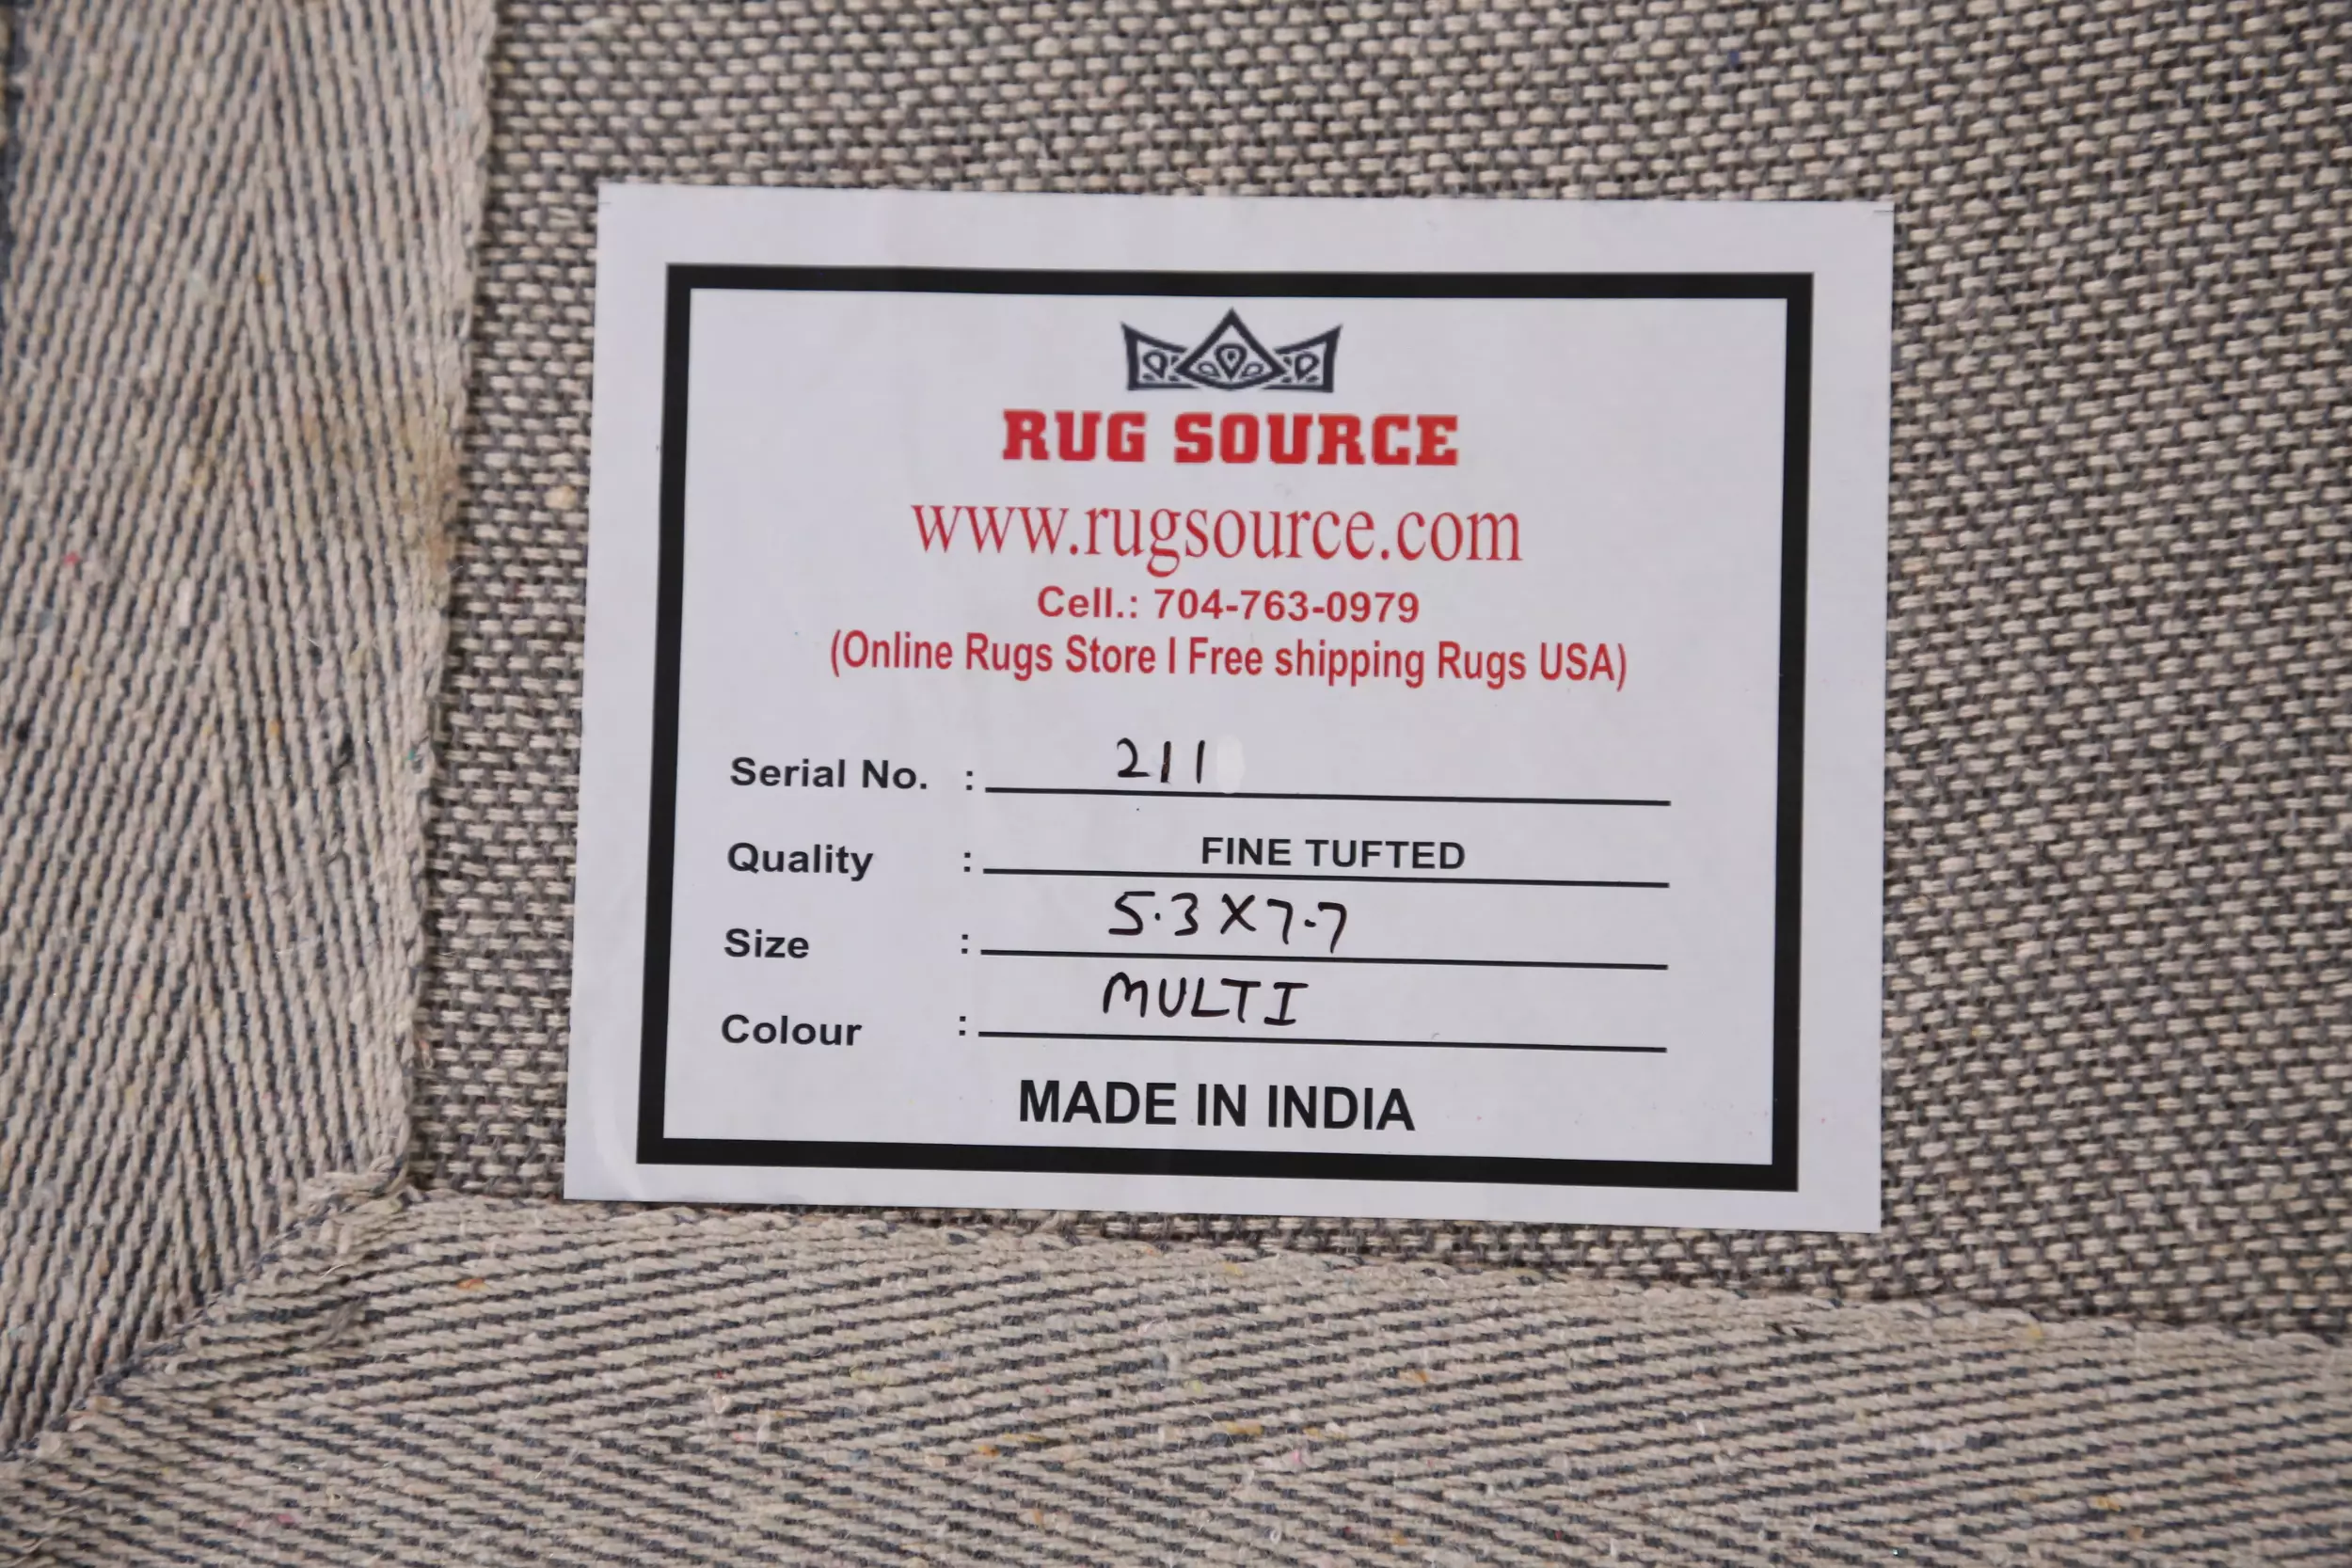 RUG SOURCE
www.rugsource.com
Cell.: 704-763-0979
(Online Rugs Store I Free shipping Rugs USA)
Serial No. : 211
Quality : FINE TUFTED
Size : 5.3X7.7
Colour : MULTI
MADE IN INDIA